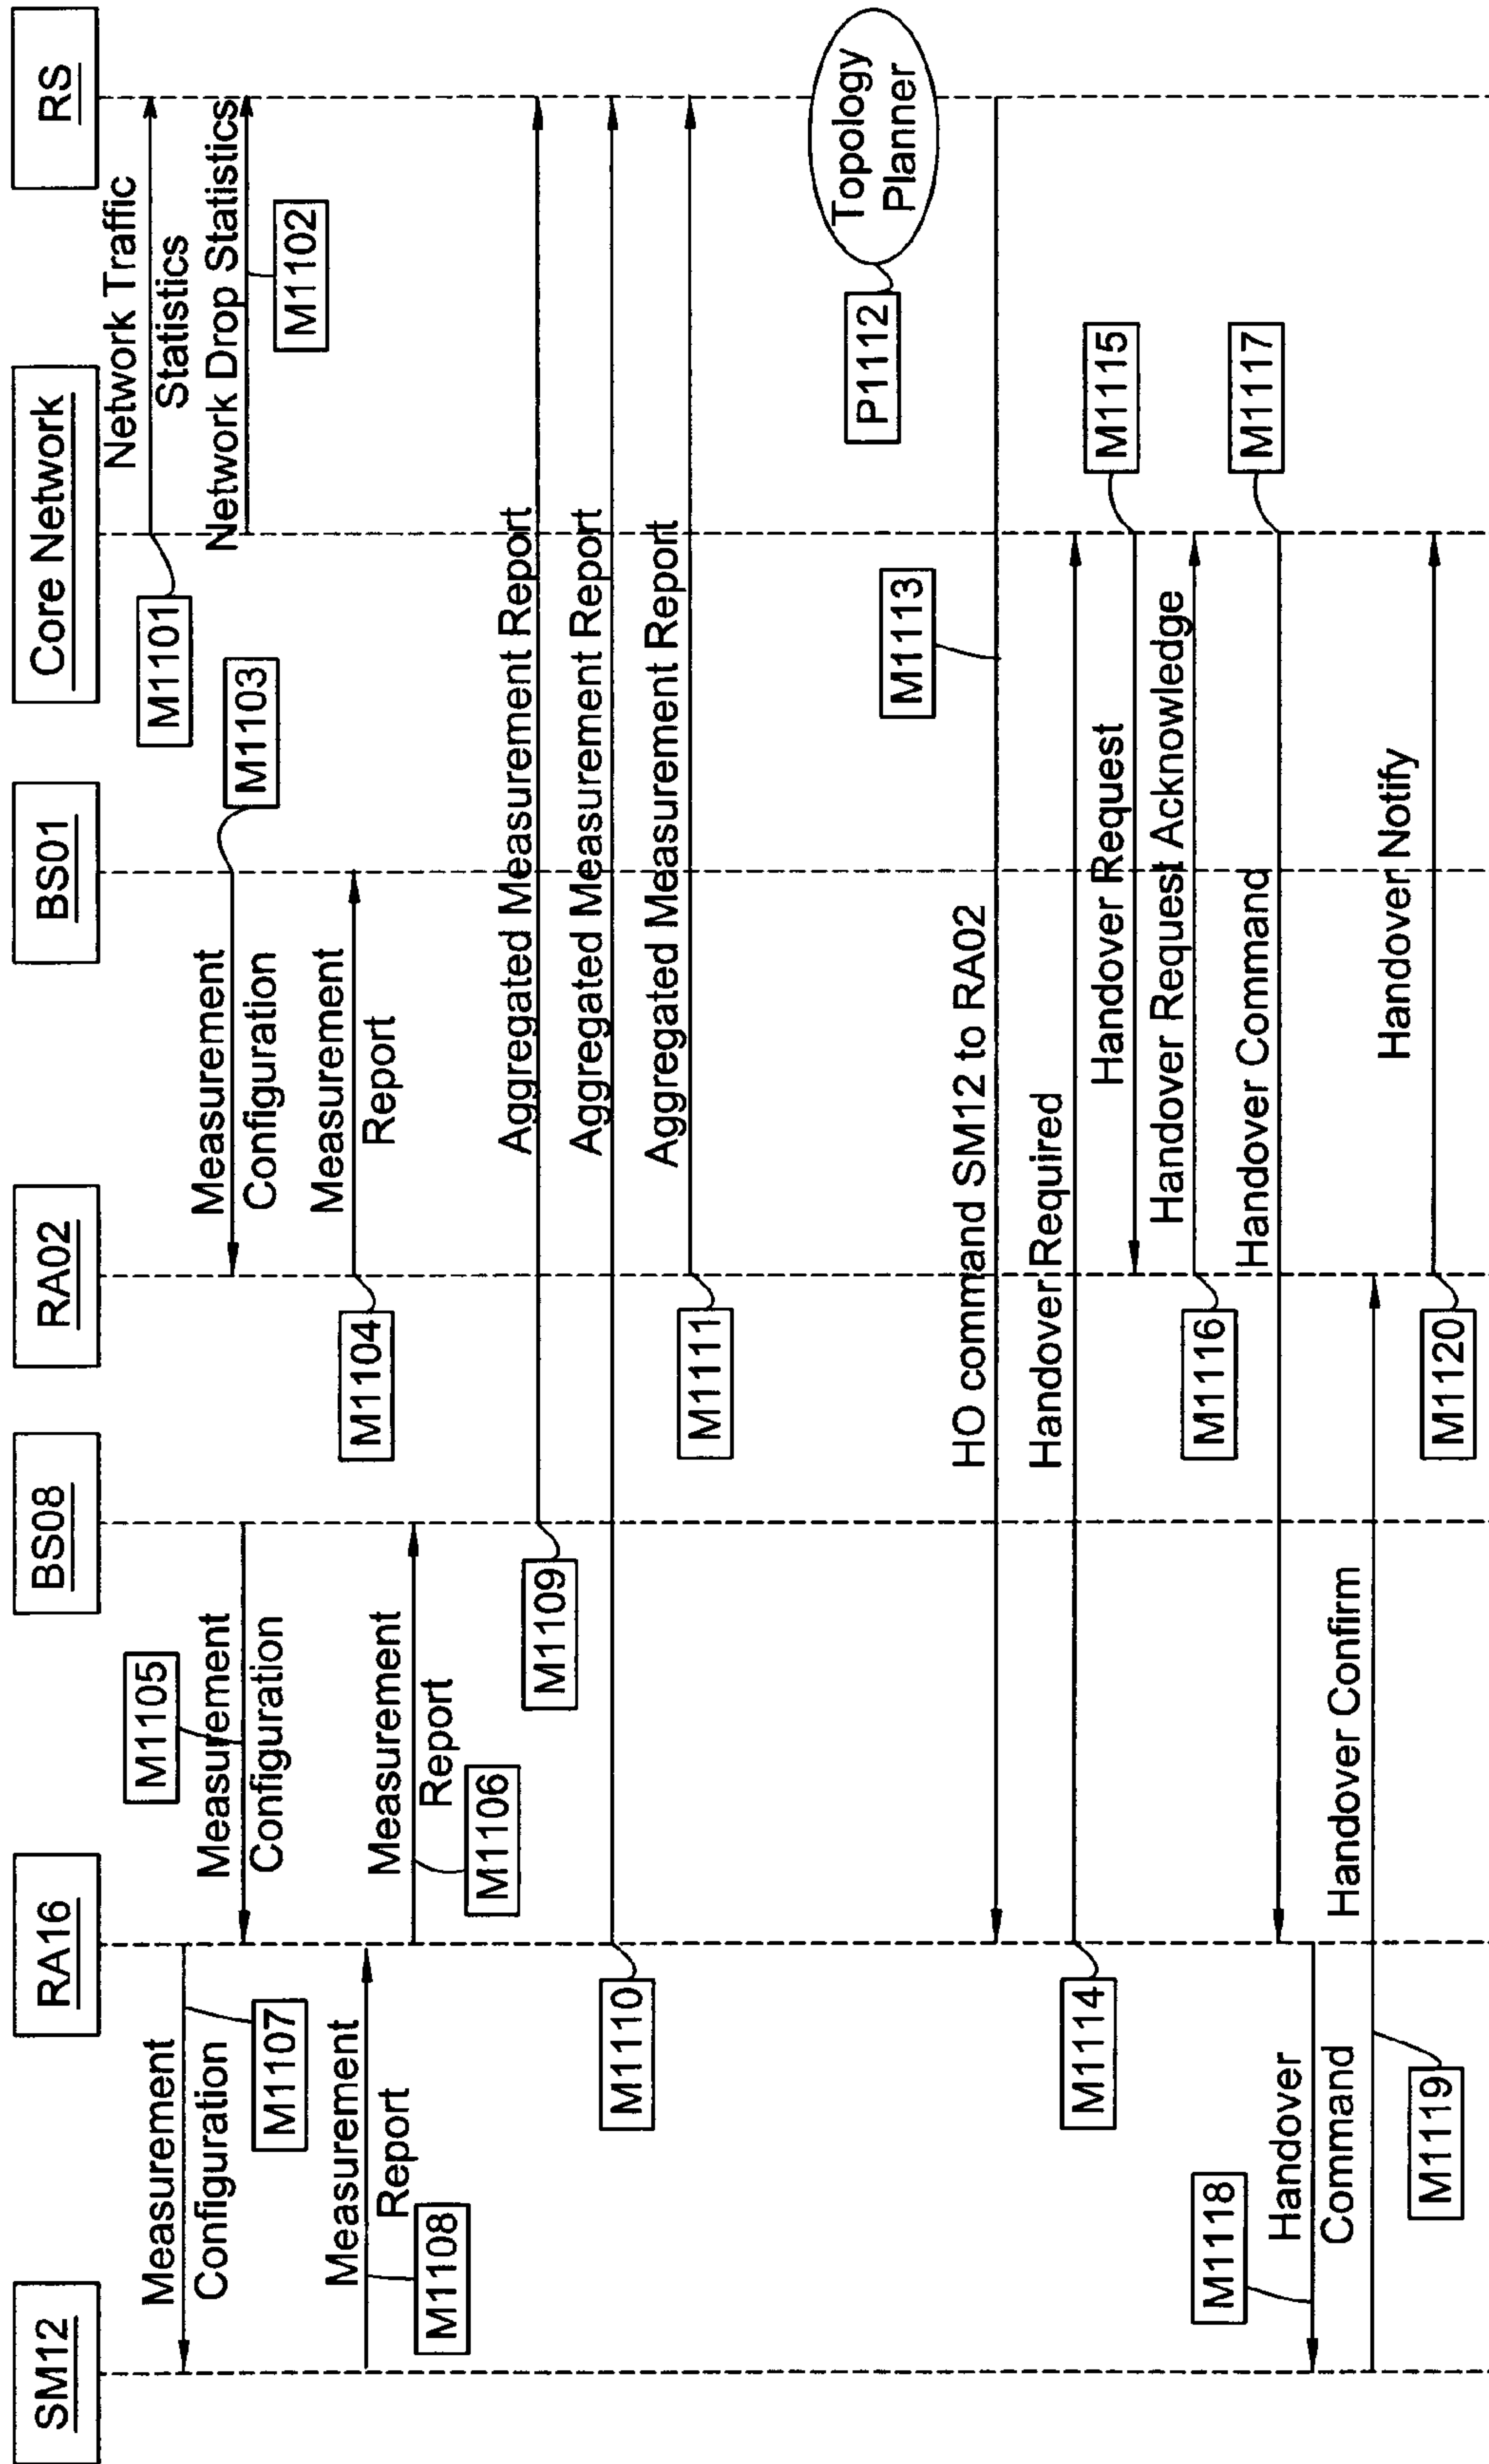 SM12
RA16
BS08
RA02
BS01
Core Network
RS
Network Traffic
Statistics
M1101
Network Drop Statistics
M1102
Measurement
Configuration
M1103
Measurement
Report
M1104
Measurement
Configuration
M1105
Measurement
Report
M1106
Measurement
Configuration
M1107
Measurement
Report
M1108
Aggregated Measurement Report
M1109
Aggregated Measurement Report
M1110
Aggregated Measurement Report
M1111
Topology
Planner
P1112
HO command SM12 to RA02
M1113
Handover Required
M1114
Handover Request
M1115
Handover Request Acknowledge
M1116
Handover Command
M1117
Handover
Command
M1118
Handover Confirm
M1119
Handover Notify
M1120